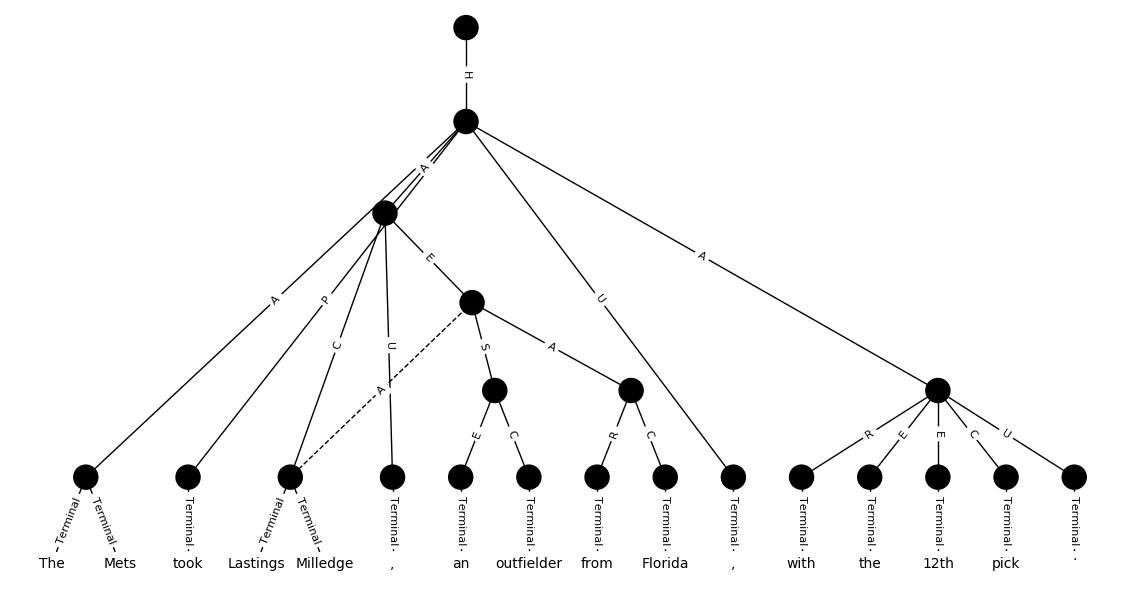 H
A
A P C U E U A
A S A
E C R C R E E C U
Terminal Terminal Terminal Terminal Terminal Terminal Terminal Terminal Terminal Terminal Terminal Terminal Terminal Terminal Terminal Terminal
The Mets took Lastings Milledge , an outfielder from Florida , with the 12th pick .